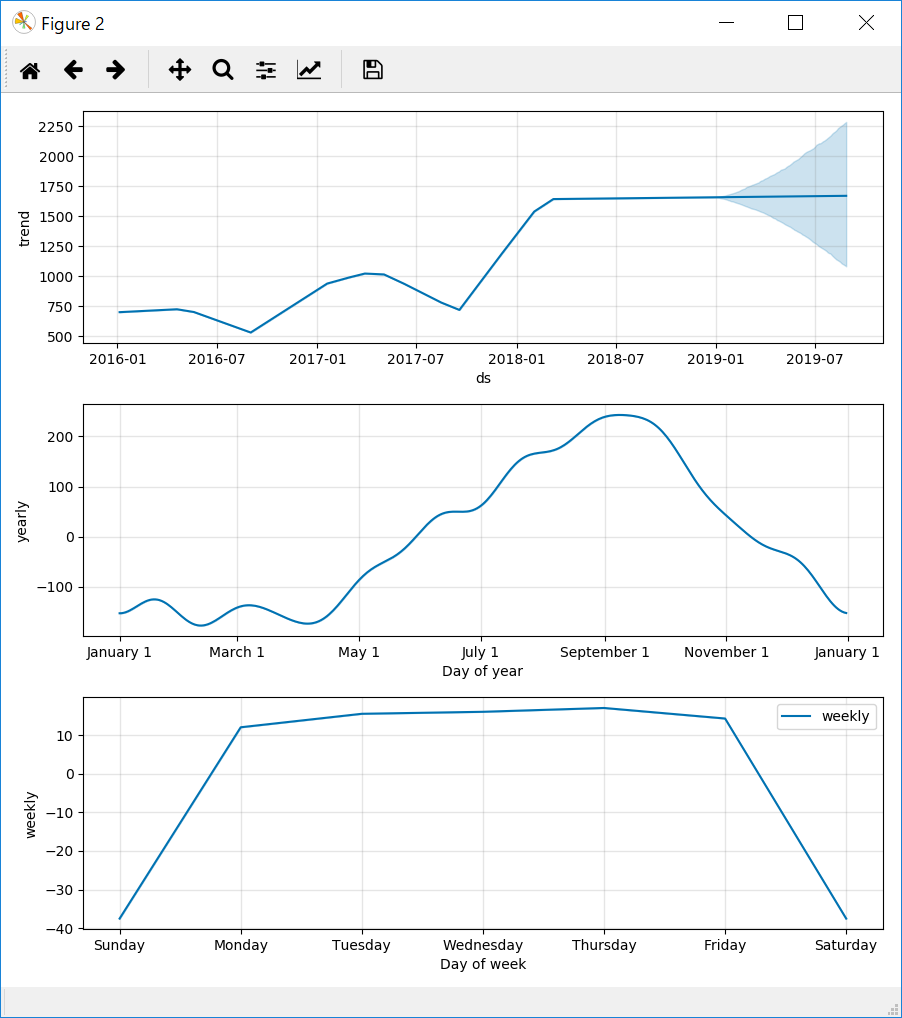 Figure 2
2250
2000
1750
1500
1250
1000
750
500
trend
2016-01 2016-07 2017-01 2017-07 2018-01 2018-07 2019-01 2019-07
ds
200
100
0
−100
yearly
January 1 March 1 May 1 July 1 September 1 November 1 January 1
Day of year
weekly
10
0
−10
−20
−30
−40
weekly
Sunday Monday Tuesday Wednesday Thursday Friday Saturday
Day of week